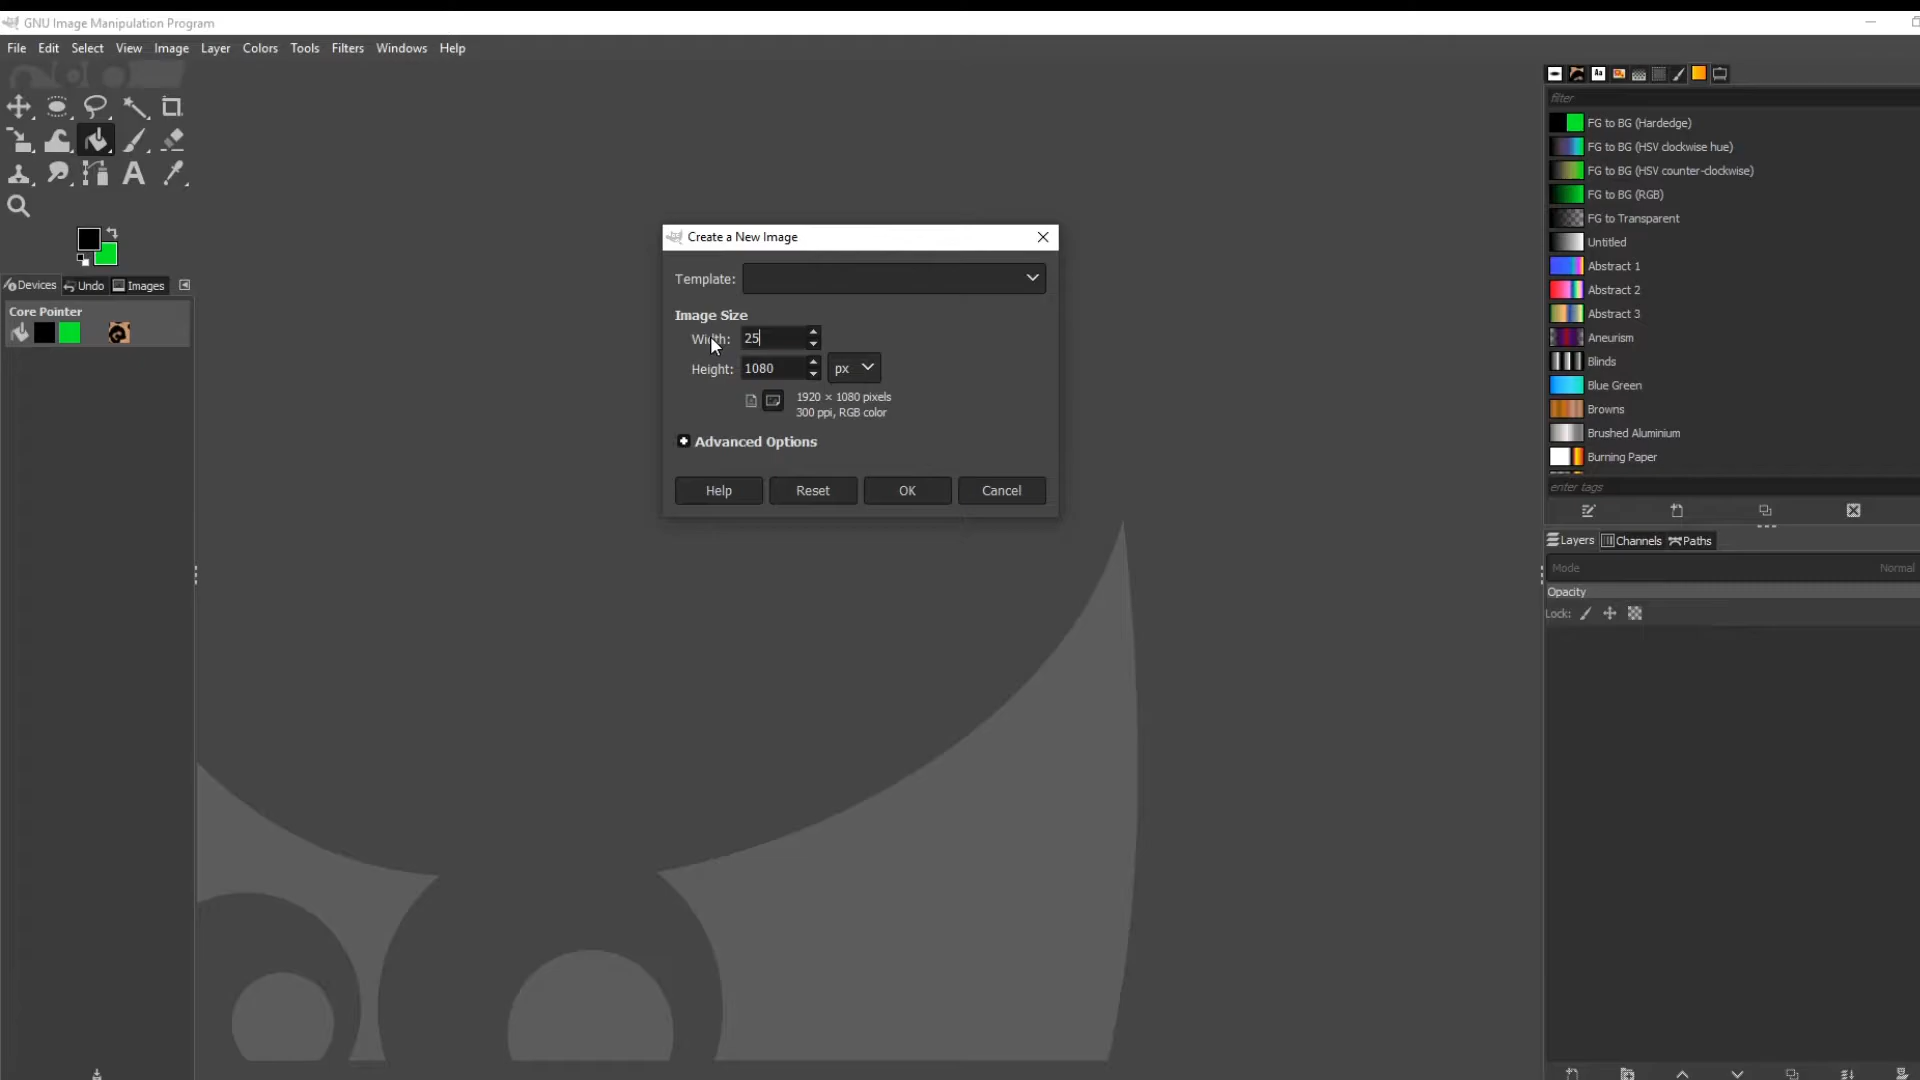 GNU Image Manipulation Program
File Edit Select View Image Layer Colors Tools Filters Windows Help
Devices Undo Images
Core Pointer
Create a New Image
Template:
Image Size
Width: 25
Height: 1080 px
1920 × 1080 pixels
300 ppi, RGB color
Advanced Options
Help Reset OK Cancel
Aa
filter
FG to BG (Hardedge)
FG to BG (HSV clockwise hue)
FG to BG (HSV counter-clockwise)
FG to BG (RGB)
FG to Transparent
Untitled
Abstract 1
Abstract 2
Abstract 3
Aneurism
Blinds
Blue Green
Browns
Brushed Aluminium
Burning Paper
enter tags
Layers Channels Paths
Mode Normal
Opacity
Lock: